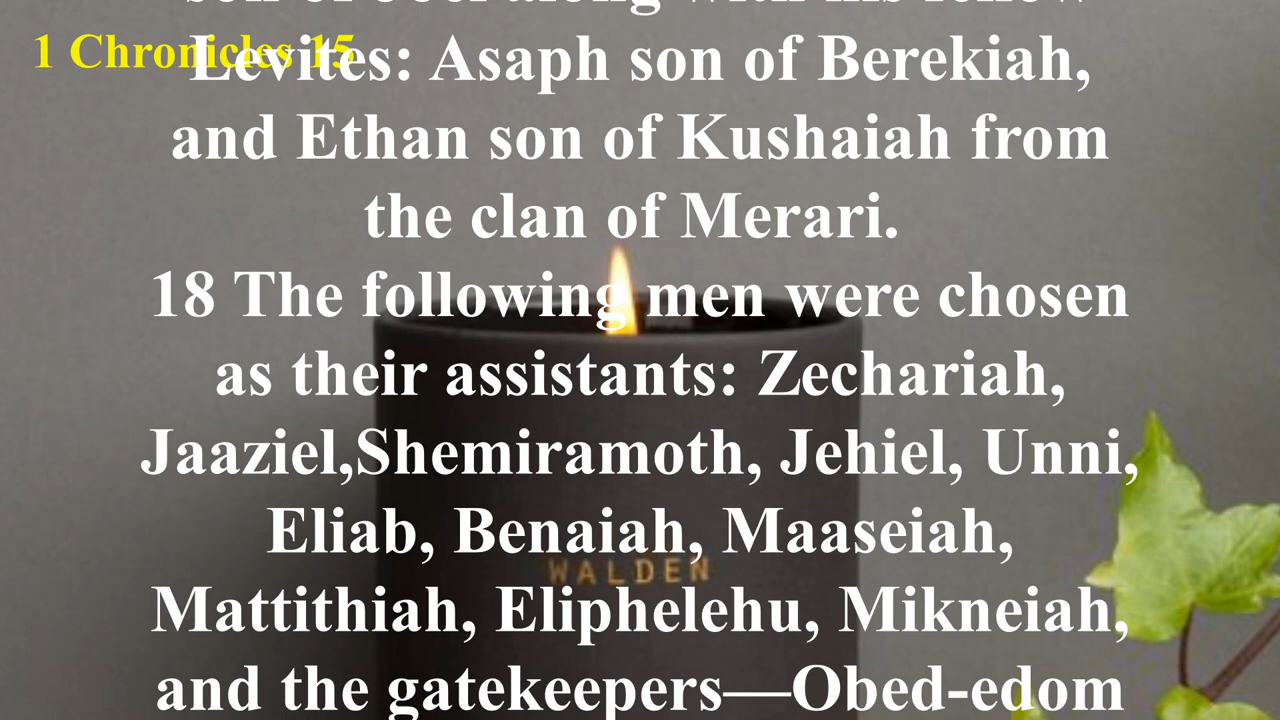 1 Chronicles 15
Levites: Asaph son of Berekiah,
and Ethan son of Kushaiah from
the clan of Merari.
18 The following men were chosen
as their assistants: Zechariah,
Jaaziel,Shemiramoth, Jehiel, Unni,
Eliab, Benaiah, Maaseiah,
WALDEN
Mattithiah, Eliphelehu, Mikneiah,
and the gatekeepers—Obed-edom